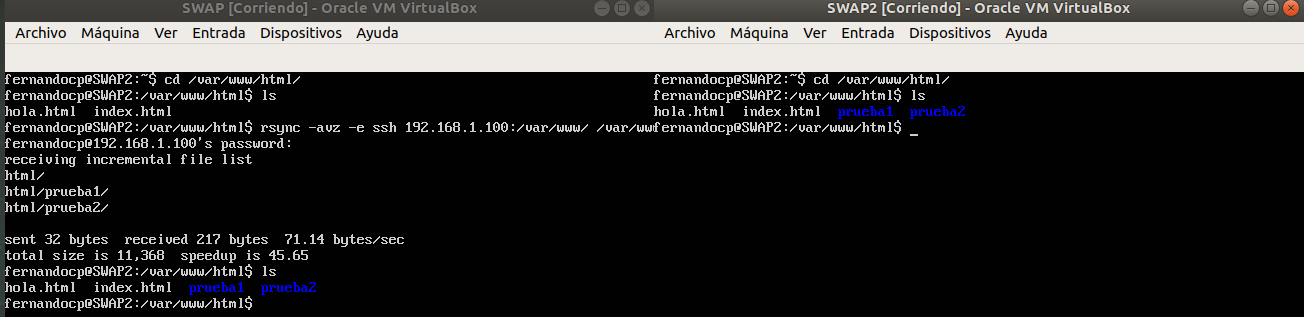 SWAP [Corriendo] - Oracle VM VirtualBox
Archivo Máquina Ver Entrada Dispositivos Ayuda
fernandocp@SWAP2:~$ cd /var/www/html/
fernandocp@SWAP2:/var/www/html$ ls
hola.html index.html
fernandocp@SWAP2:/var/www/html$ rsync -avz -e ssh 192.168.1.100:/var/www/ /var/ww
fernandocp@192.168.1.100's password:
receiving incremental file list
html/
html/prueba1/
html/prueba2/
sent 32 bytes received 217 bytes 71.14 bytes/sec
total size is 11,368 speedup is 45.65
fernandocp@SWAP2:/var/www/html$ ls
hola.html index.html prueba1 prueba2
fernandocp@SWAP2:/var/www/html$
SWAP2 [Corriendo] - Oracle VM VirtualBox
Archivo Máquina Ver Entrada Dispositivos Ayuda
fernandocp@SWAP2:~$ cd /var/www/html/
fernandocp@SWAP2:/var/www/html$ ls
hola.html index.html prueba1 prueba2
fernandocp@SWAP2:/var/www/html$ _